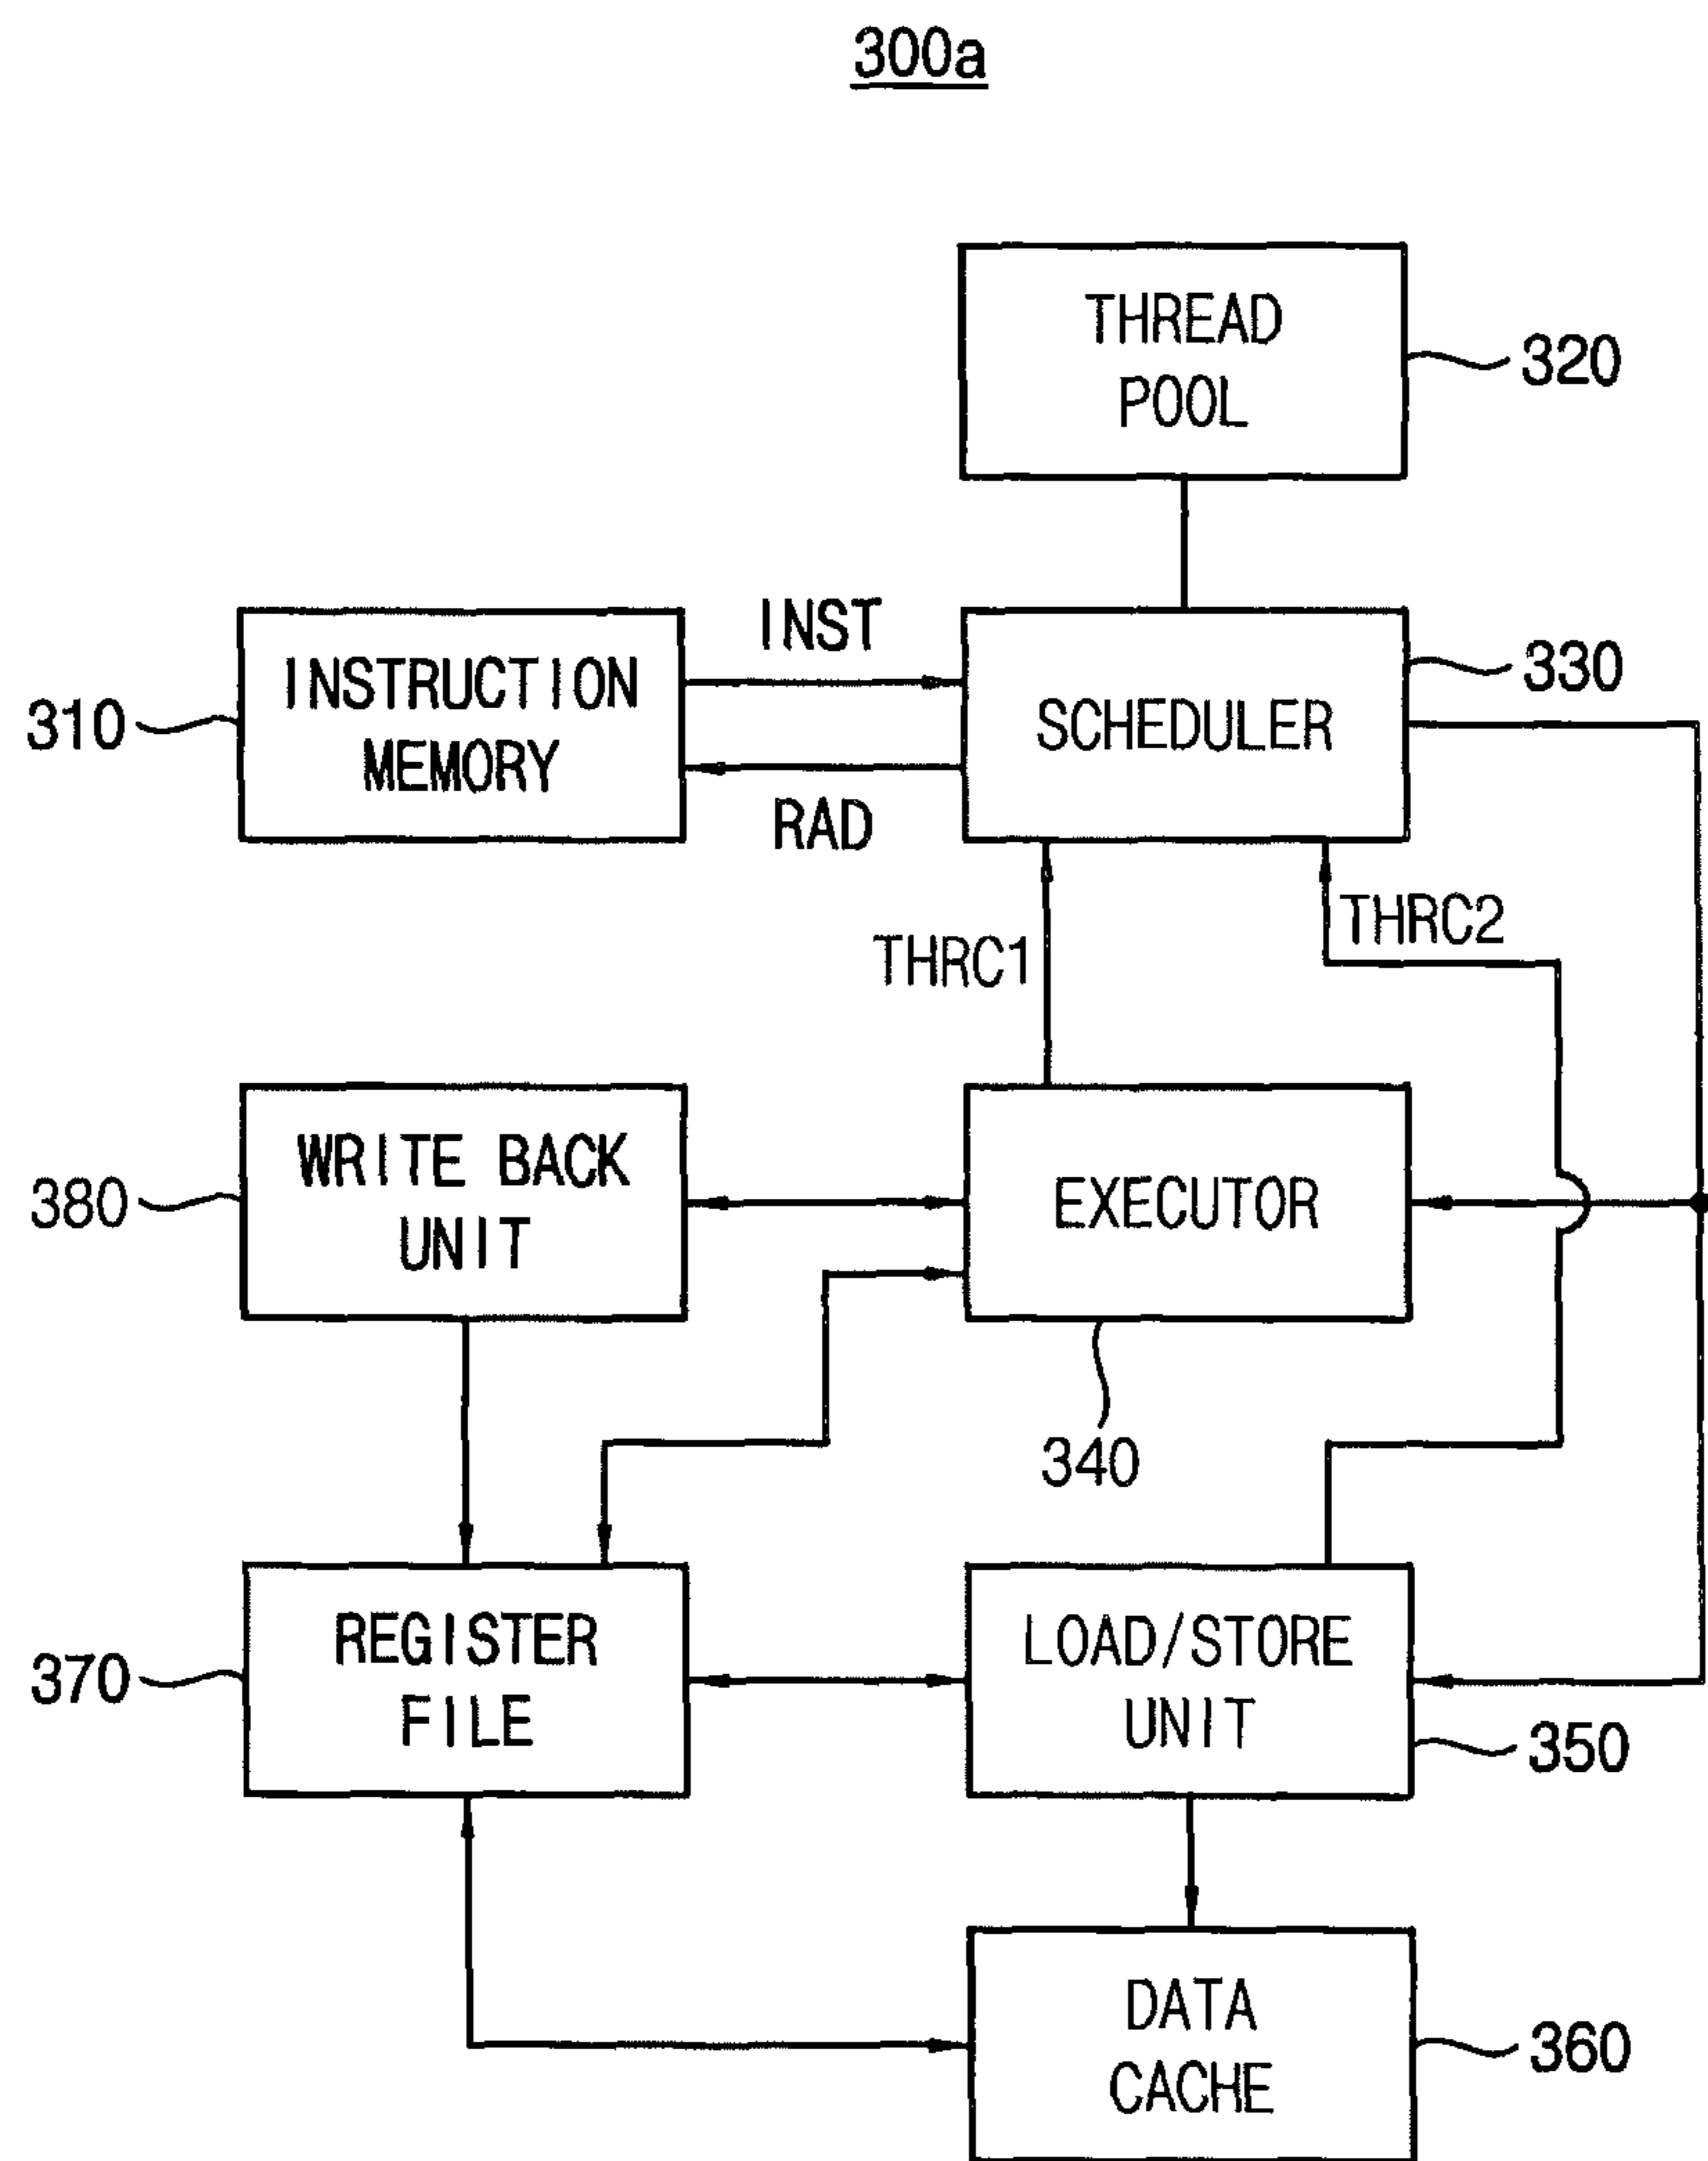 300a
THREAD
POOL
320
INST
INSTRUCTION
MEMORY
310
RAD
SCHEDULER
330
THRC1
THRC2
WRITE BACK
UNIT
380
EXECUTOR
340
REGISTER
FILE
370
LOAD/STORE
UNIT
350
DATA
CACHE
360